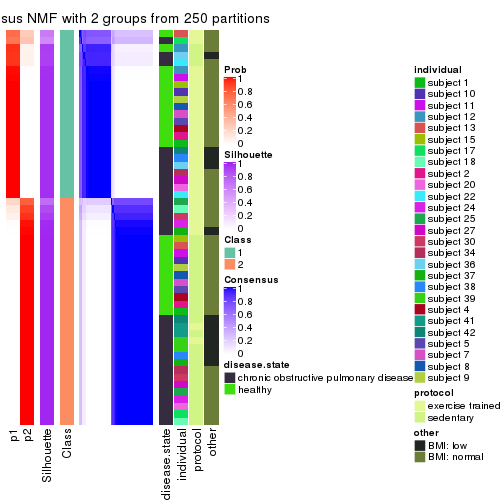 sus NMF with 2 groups from 250 partitions
Prob
1
0.8
0.6
0.4
0.2
0
Silhouette
1
0.8
0.6
0.4
0.2
0
Class
1
2
Consensus
1
0.8
0.6
0.4
0.2
0
disease.state
chronic obstructive pulmonary disease
healthy
individual
subject 1
subject 10
subject 11
subject 12
subject 13
subject 15
subject 17
subject 18
subject 2
subject 20
subject 22
subject 24
subject 25
subject 27
subject 30
subject 34
subject 36
subject 37
subject 38
subject 39
subject 4
subject 41
subject 42
subject 5
subject 7
subject 8
subject 9
protocol
exercise trained
sedentary
other
BMI: low
BMI: normal
p1
p2
Silhouette
Class
disease.state
individual
protocol
other